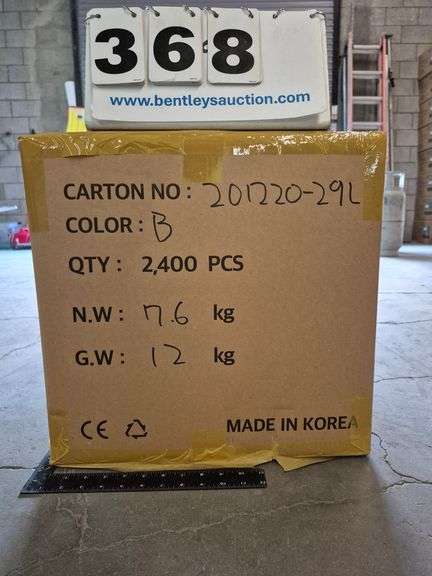 368
www.bentleysauction.com
CARTON NO : 201220-29L
COLOR : B
QTY : 2,400 PCS
N.W : 7.6 kg
G.W : 12 kg
CE
MADE IN KOREA